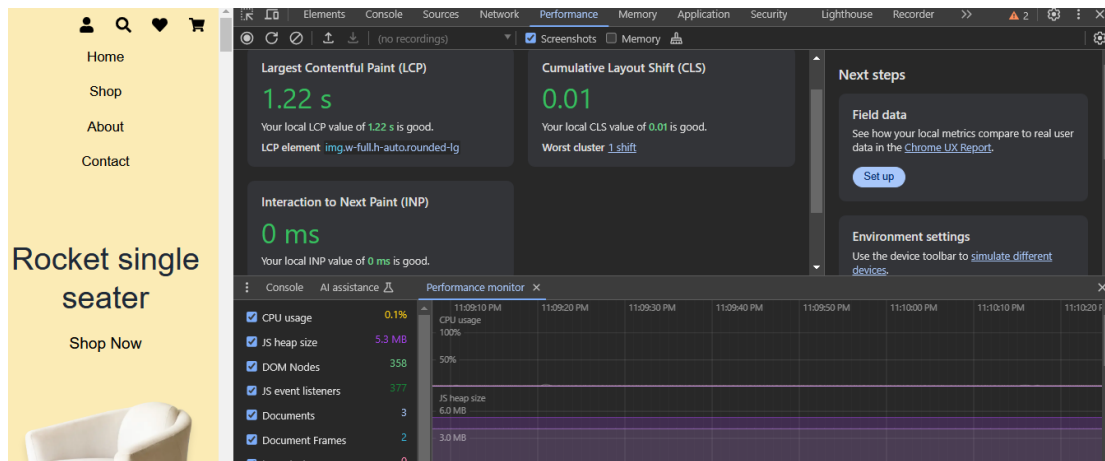 Home
Shop
About
Contact
Rocket single
seater
Shop Now
Elements Console Sources Network Performance Memory Application Security Lighthouse Recorder >> 2
(no recordings) Screenshots Memory
Largest Contentful Paint (LCP)
1.22 s
Your local LCP value of 1.22 s is good.
LCP element img.w-full.h-auto.rounded-lg
Cumulative Layout Shift (CLS)
0.01
Your local CLS value of 0.01 is good.
Worst cluster 1 shift
Interaction to Next Paint (INP)
0 ms
Your local INP value of 0 ms is good.
Next steps
Field data
See how your local metrics compare to real user
data in the Chrome UX Report.
Set up
Environment settings
Use the device toolbar to simulate different
devices.
Console AI assistance Performance monitor
CPU usage 0.1%
JS heap size 5.3 MB
DOM Nodes 358
JS event listeners 377
Documents 3
Document Frames 2
11:09:10 PM 11:09:20 PM 11:09:30 PM 11:09:40 PM 11:09:50 PM 11:10:00 PM 11:10:10 PM 11:10:20
CPU usage
100%
50%
JS heap size
6.0 MB
3.0 MB